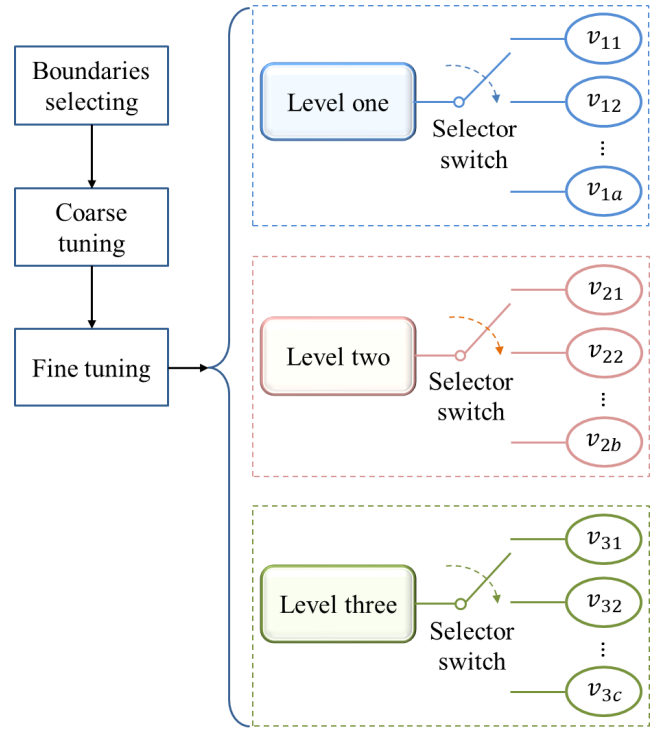 Boundaries
selecting
Coarse
tuning
Fine tuning
Level one
Selector
switch
v₁₁
v₁₂
⋮
v₁ₐ
Level two
Selector
switch
v₂₁
v₂₂
⋮
v₂b
Level three
Selector
switch
v₃₁
v₃₂
⋮
v₃c